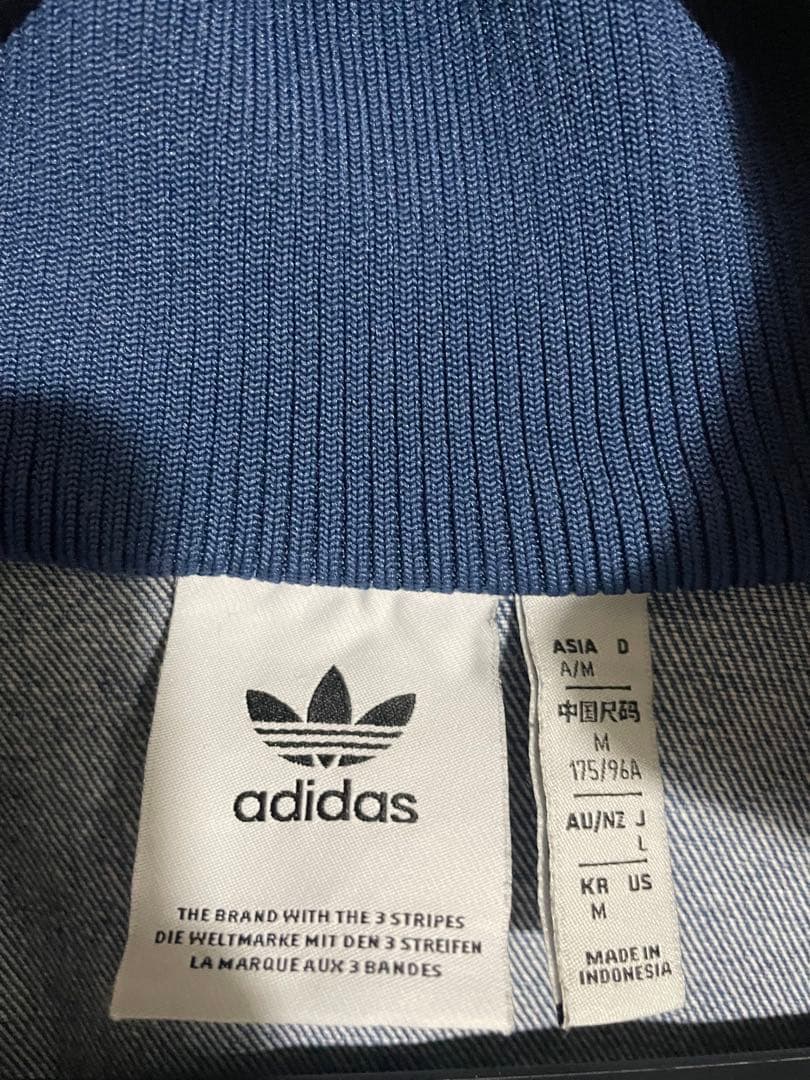 adidas
THE BRAND WITH THE 3 STRIPES
DIE WELTMARKE MIT DEN 3 STREIFEN
LA MARQUE AUX 3 BANDES
ASIA D
A/M
中国尺码
M
175/96A
AU/NZ J
L
KR US
M
MADE IN
INDONESIA